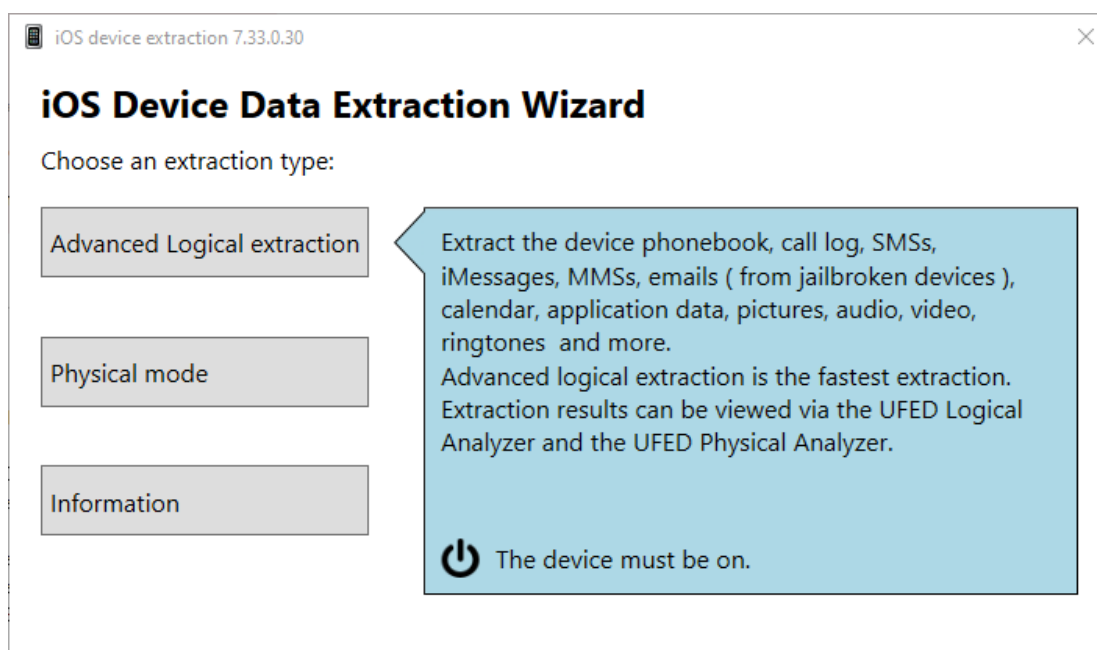 iOS device extraction 7.33.0.30
iOS Device Data Extraction Wizard
Choose an extraction type:
Advanced Logical extraction
Extract the device phonebook, call log, SMSs,
iMessages, MMSs, emails ( from jailbroken devices ),
calendar, application data, pictures, audio, video,
ringtones  and more.
Advanced logical extraction is the fastest extraction.
Extraction results can be viewed via the UFED Logical
Analyzer and the UFED Physical Analyzer.
The device must be on.
Physical mode
Information